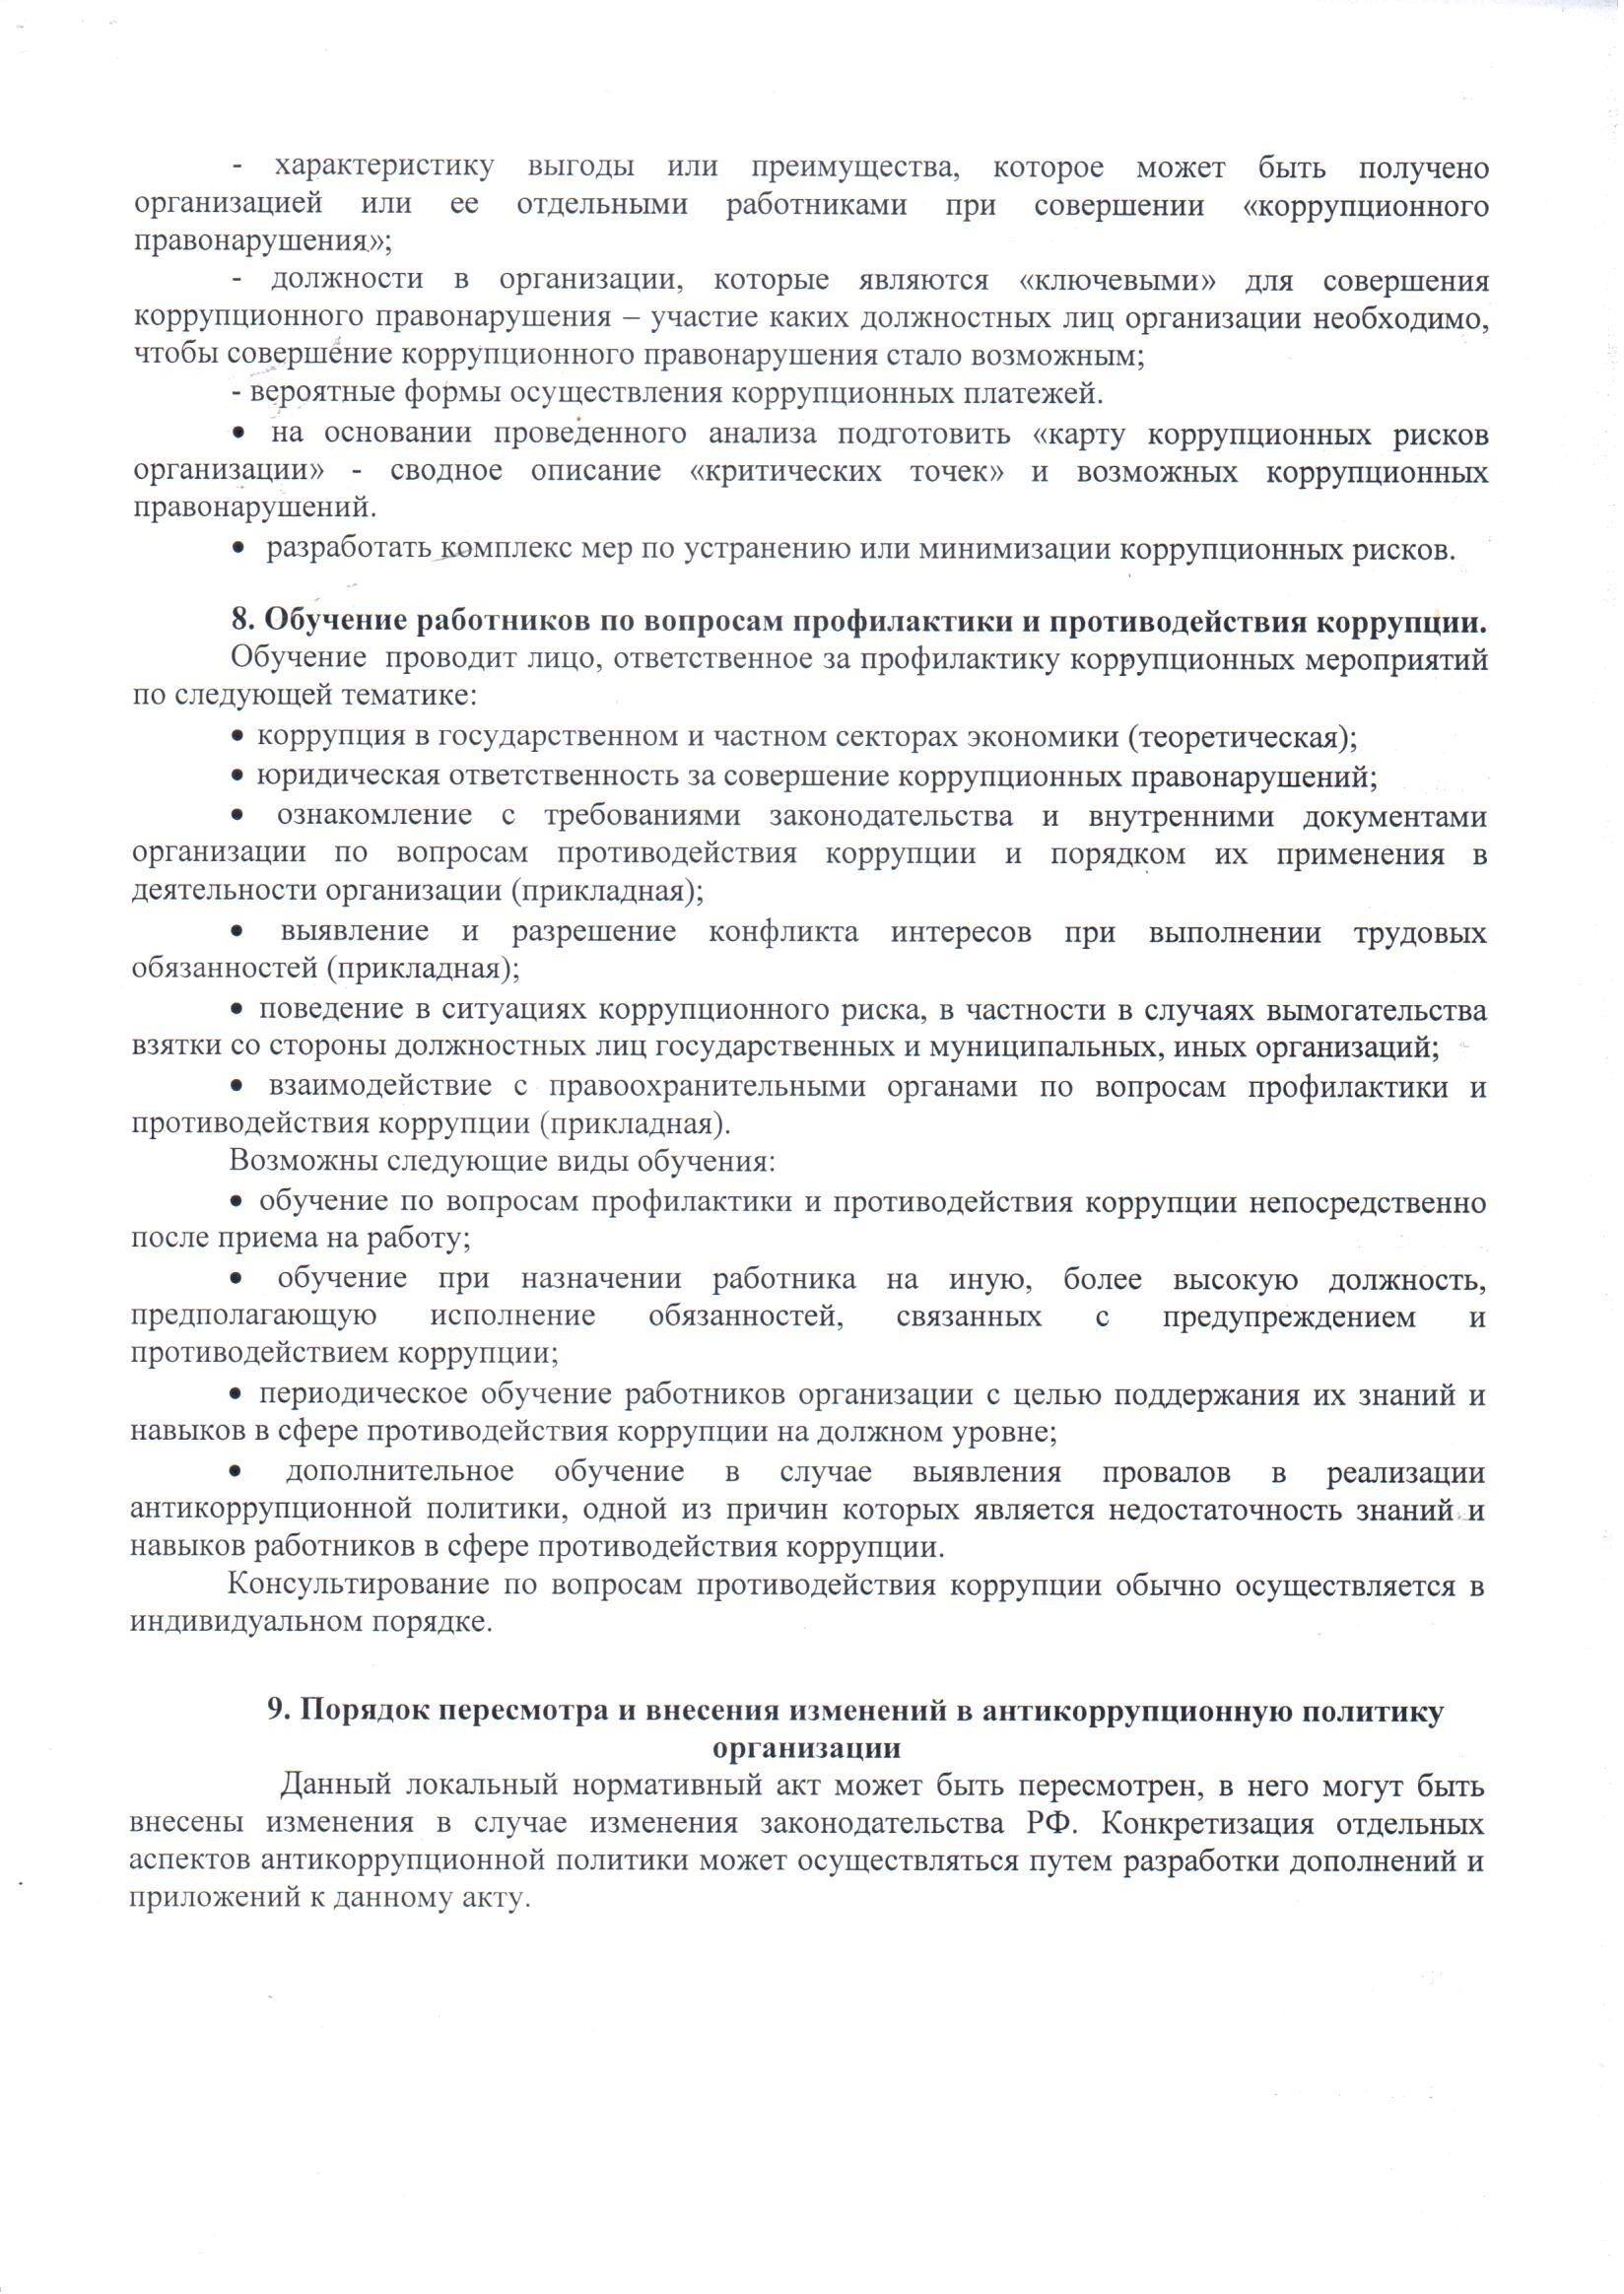 - характеристику выгоды или преимущества, которое может быть получено
организацией или ее отдельными работниками при совершении «коррупционного
правонарушения»;
- должности в организации, которые являются «ключевыми» для совершения
коррупционного правонарушения – участие каких должностных лиц организации необходимо,
чтобы совершение коррупционного правонарушения стало возможным;
- вероятные формы осуществления коррупционных платежей.
• на основании проведенного анализа подготовить «карту коррупционных рисков
организации» - сводное описание «критических точек» и возможных коррупционных
правонарушений.
• разработать комплекс мер по устранению или минимизации коррупционных рисков.
8. Обучение работников по вопросам профилактики и противодействия коррупции.
Обучение проводит лицо, ответственное за профилактику коррупционных мероприятий
по следующей тематике:
• коррупция в государственном и частном секторах экономики (теоретическая);
• юридическая ответственность за совершение коррупционных правонарушений;
• ознакомление с требованиями законодательства и внутренними документами
организации по вопросам противодействия коррупции и порядком их применения в
деятельности организации (прикладная);
• выявление и разрешение конфликта интересов при выполнении трудовых
обязанностей (прикладная);
• поведение в ситуациях коррупционного риска, в частности в случаях вымогательства
взятки со стороны должностных лиц государственных и муниципальных, иных организаций;
• взаимодействие с правоохранительными органами по вопросам профилактики и
противодействия коррупции (прикладная).
Возможны следующие виды обучения:
• обучение по вопросам профилактики и противодействия коррупции непосредственно
после приема на работу;
• обучение при назначении работника на иную, более высокую должность,
предполагающую исполнение обязанностей, связанных с предупреждением и
противодействием коррупции;
• периодическое обучение работников организации с целью поддержания их знаний и
навыков в сфере противодействия коррупции на должном уровне;
• дополнительное обучение в случае выявления провалов в реализации
антикоррупционной политики, одной из причин которых является недостаточность знаний и
навыков работников в сфере противодействия коррупции.
Консультирование по вопросам противодействия коррупции обычно осуществляется в
индивидуальном порядке.
9. Порядок пересмотра и внесения изменений в антикоррупционную политику
организации
Данный локальный нормативный акт может быть пересмотрен, в него могут быть
внесены изменения в случае изменения законодательства РФ. Конкретизация отдельных
аспектов антикоррупционной политики может осуществляться путем разработки дополнений и
приложений к данному акту.